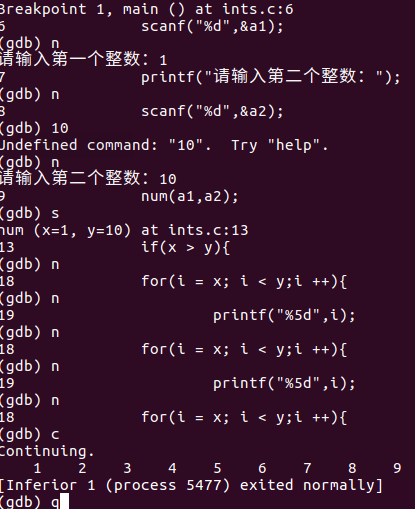 Breakpoint 1, main () at ints.c:6
6               scanf("%d",&a1);
(gdb) n
请输入第一个整数：1
7               printf("请输入第二个整数：");
(gdb) n
8               scanf("%d",&a2);
(gdb) 10
Undefined command: "10".  Try "help".
(gdb) n
请输入第二个整数：10
9               num(a1,a2);
(gdb) s
num (x=1, y=10) at ints.c:13
13              if(x > y){
(gdb) n
18              for(i = x; i < y;i ++){
(gdb) n
19                      printf("%5d",i);
(gdb) n
18              for(i = x; i < y;i ++){
(gdb) n
19                      printf("%5d",i);
(gdb) n
18              for(i = x; i < y;i ++){
(gdb) c
Continuing.
    1    2    3    4    5    6    7    8    9
[Inferior 1 (process 5477) exited normally]
(gdb) q